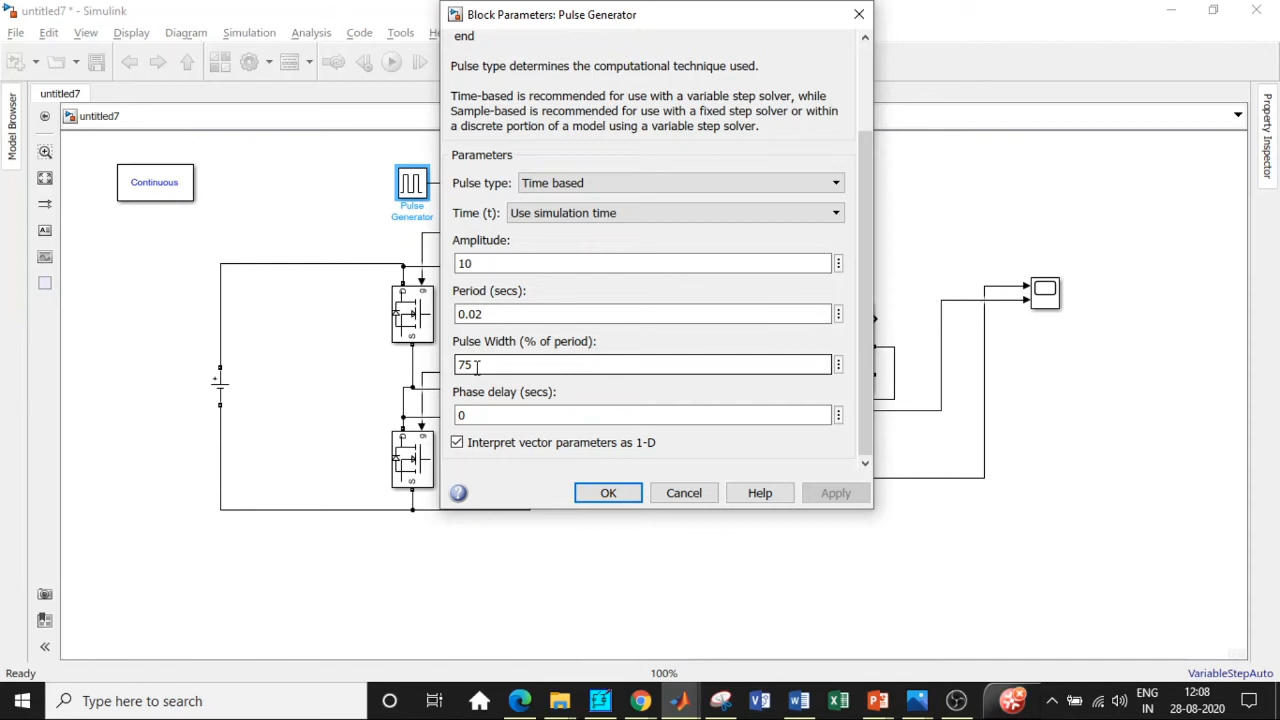 untitled7 * - Simulink
File Edit View Display Diagram Simulation Analysis Code Tools
untitled7
untitled7
Model Browser
Property Inspector
Continuous
Pulse
Generator
D
g
S
D
g
S
+
Block Parameters: Pulse Generator
end
Pulse type determines the computational technique used.
Time-based is recommended for use with a variable step solver, while
Sample-based is recommended for use with a fixed step solver or within
a discrete portion of a model using a variable step solver.
Parameters
Pulse type: Time based
Time (t): Use simulation time
Amplitude:
10
Period (secs):
0.02
Pulse Width (% of period):
75
Phase delay (secs):
0
Interpret vector parameters as 1-D
OK Cancel Help Apply
Ready 100% VariableStepAuto
Type here to search
ENG
IN
12:08
28-08-2020